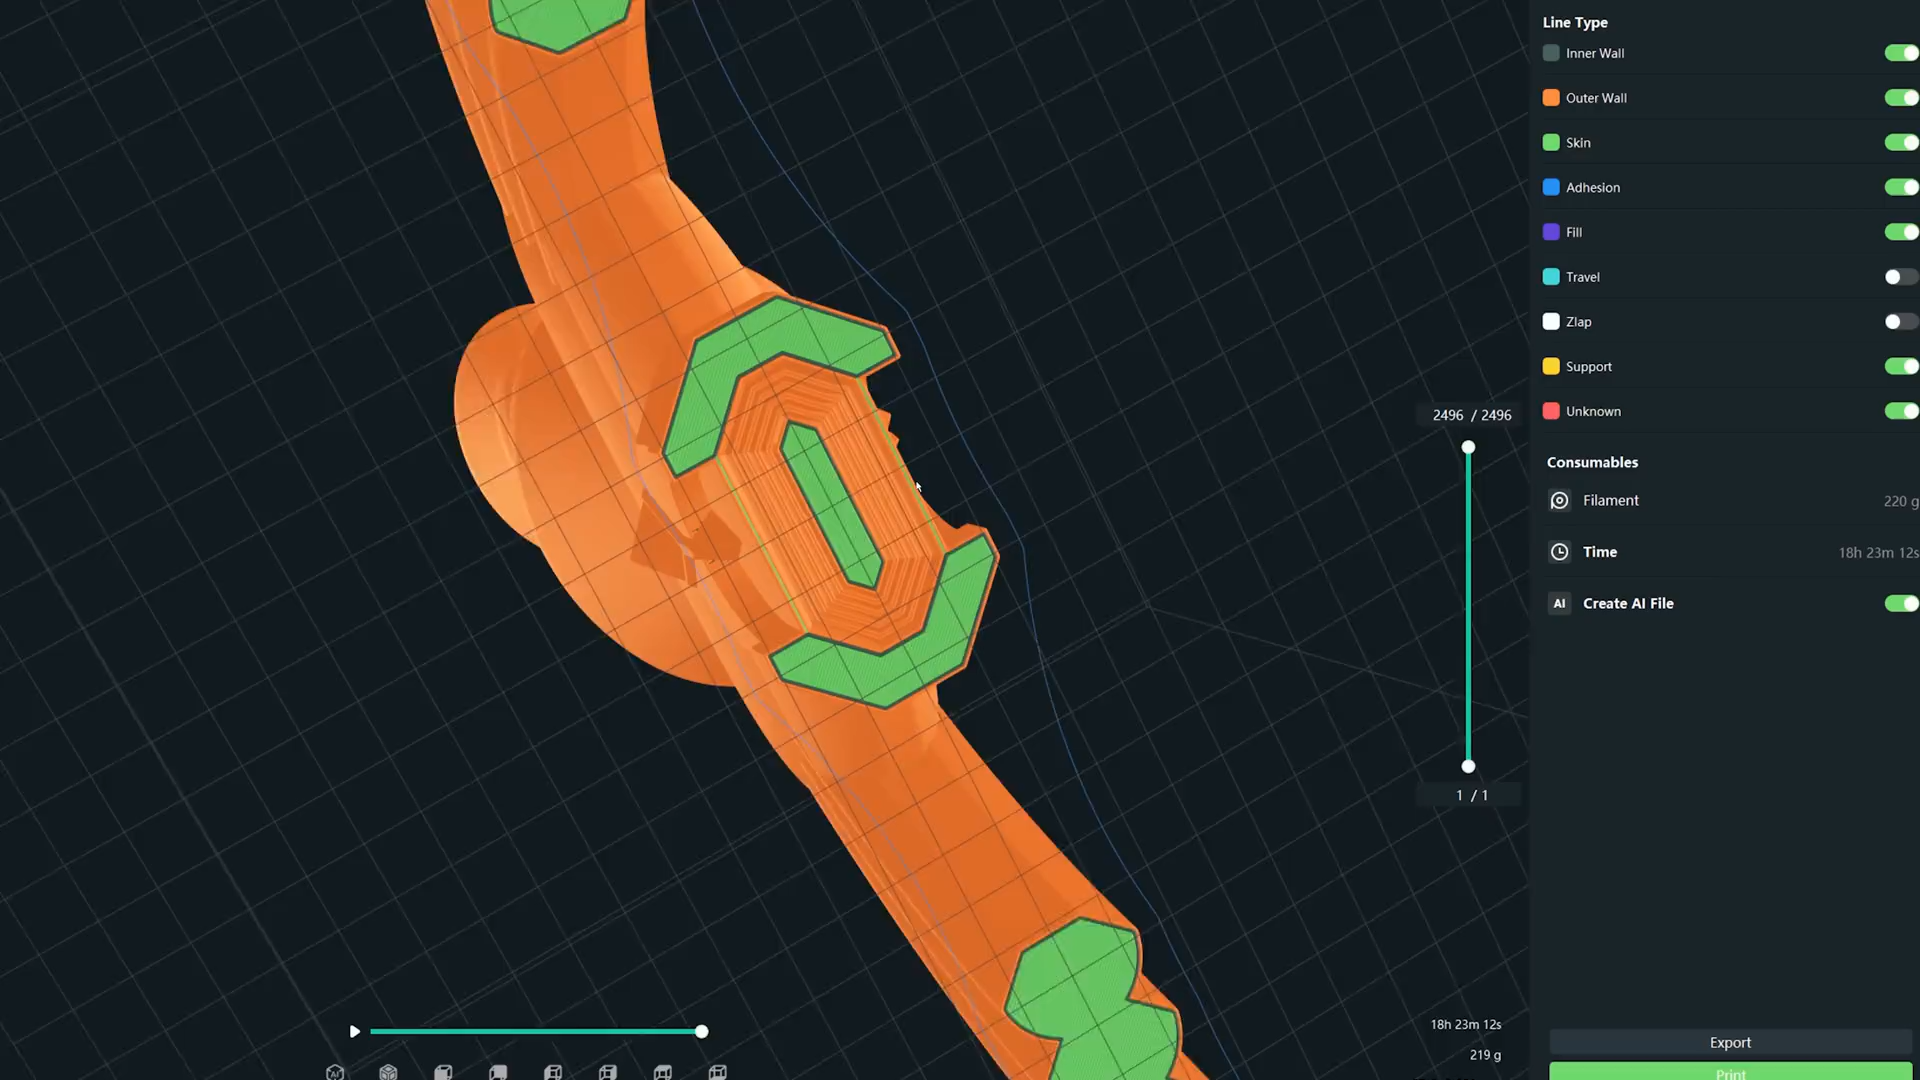 Line Type
Inner Wall
Outer Wall
Skin
Adhesion
Fill
Travel
Zlap
Support
Unknown
2496 / 2496
Consumables
Filament 220 g
Time 18h 23m 12s
AI Create AI File
1 / 1
18h 23m 12s
219 g
Export
Print
AI